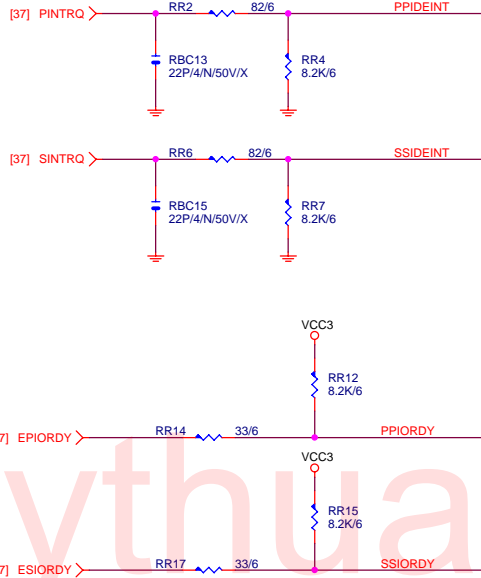 [37] PINTRQ RR2 82/6 PPIDEINT
RBC13
22P/4/N/50V/X
RR4
8.2K/6
[37] SINTRQ RR6 82/6 SSIDEINT
RBC15
22P/4/N/50V/X
RR7
8.2K/6
VCC3
RR12
8.2K/6
7] EPIORDY RR14 33/6 PPIORDY
VCC3
RR15
8.2K/6
7] ESIORDY RR17 33/6 SSIORDY
vthua